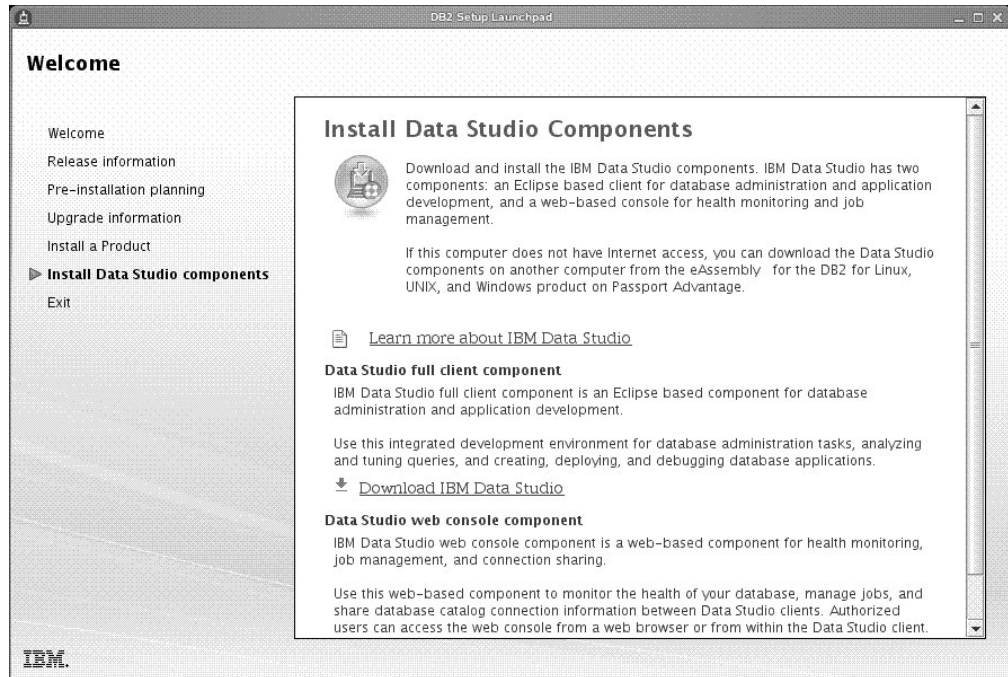 DB2 Setup Launchpad
Welcome
Welcome
Release information
Pre-installation planning
Upgrade information
Install a Product
Install Data Studio components
Exit
Install Data Studio Components
Download and install the IBM Data Studio components. IBM Data Studio has two
components: an Eclipse based client for database administration and application
development, and a web-based console for health monitoring and job
management.
If this computer does not have Internet access, you can download the Data Studio
components on another computer from the eAssembly for the DB2 for Linux,
UNIX, and Windows product on Passport Advantage.
Learn more about IBM Data Studio
Data Studio full client component
IBM Data Studio full client component is an Eclipse based component for database
administration and application development.
Use this integrated development environment for database administration tasks, analyzing
and tuning queries, and creating, deploying, and debugging database applications.
Download IBM Data Studio
Data Studio web console component
IBM Data Studio web console component is a web-based component for health monitoring,
job management, and connection sharing.
Use this web-based component to monitor the health of your database, manage jobs, and
share database catalog connection information between Data Studio clients. Authorized
users can access the web console from a web browser or from within the Data Studio client.
IBM.